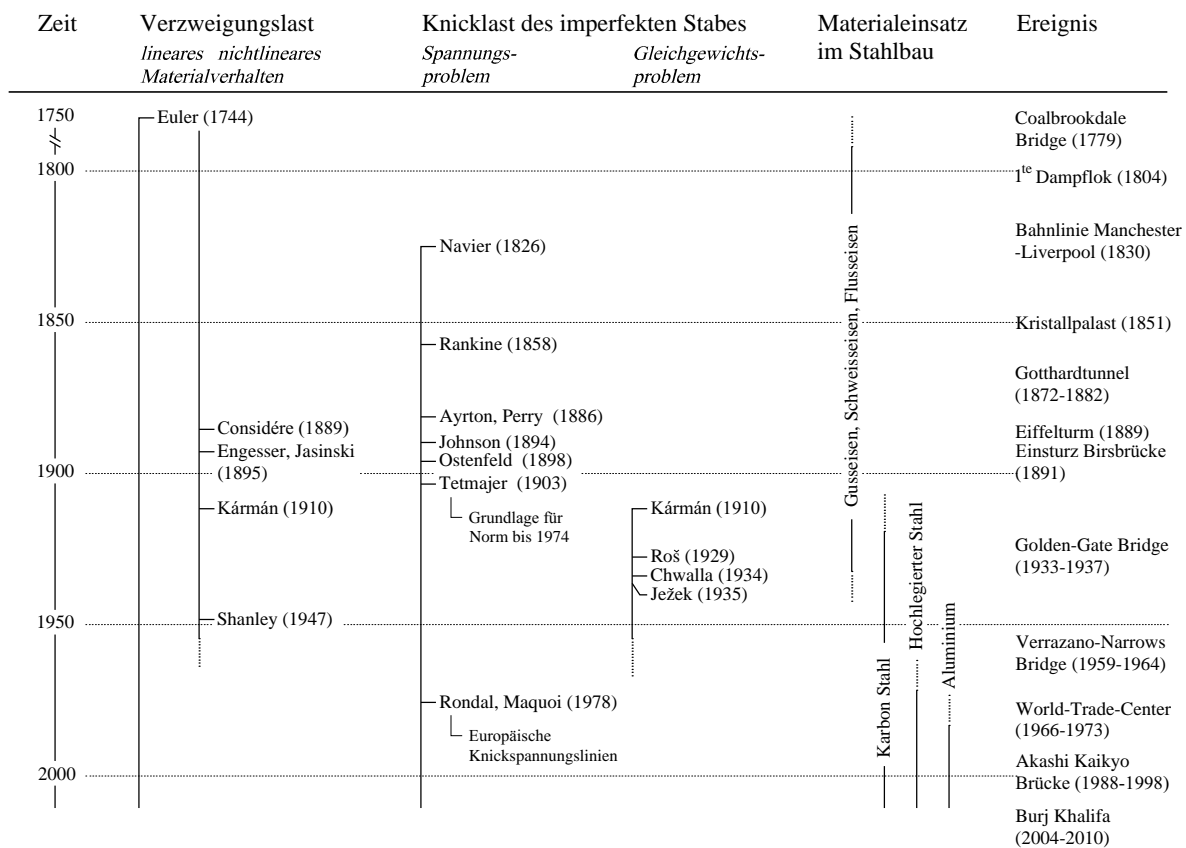 Zeit
Verzweigungslast
Knicklast des imperfekten Stabes
Materialeinsatz
im Stahlbau
Ereignis
lineares nichtlineares
Materialverhalten
Spannungs-
problem
Gleichgewichts-
problem
1750
1800
1850
1900
1950
2000
Euler (1744)
Considére (1889)
Engesser, Jasinski
(1895)
Kármán (1910)
Shanley (1947)
Navier (1826)
Rankine (1858)
Ayrton, Perry (1886)
Johnson (1894)
Ostenfeld (1898)
Tetmajer (1903)
Grundlage für
Norm bis 1974
Rondal, Maquoi (1978)
Europäische
Knickspannungslinien
Kármán (1910)
Roš (1929)
Chwalla (1934)
Ježek (1935)
Gusseisen, Schweisseisen, Flusseisen
Karbon Stahl
Hochlegierter Stahl
Aluminium
Coalbrookdale
Bridge (1779)
1te Dampflok (1804)
Bahnlinie Manchester
-Liverpool (1830)
Kristallpalast (1851)
Gotthardtunnel
(1872-1882)
Eiffelturm (1889)
Einsturz Birsbrücke
(1891)
Golden-Gate Bridge
(1933-1937)
Verrazano-Narrows
Bridge (1959-1964)
World-Trade-Center
(1966-1973)
Akashi Kaikyo
Brücke (1988-1998)
Burj Khalifa
(2004-2010)